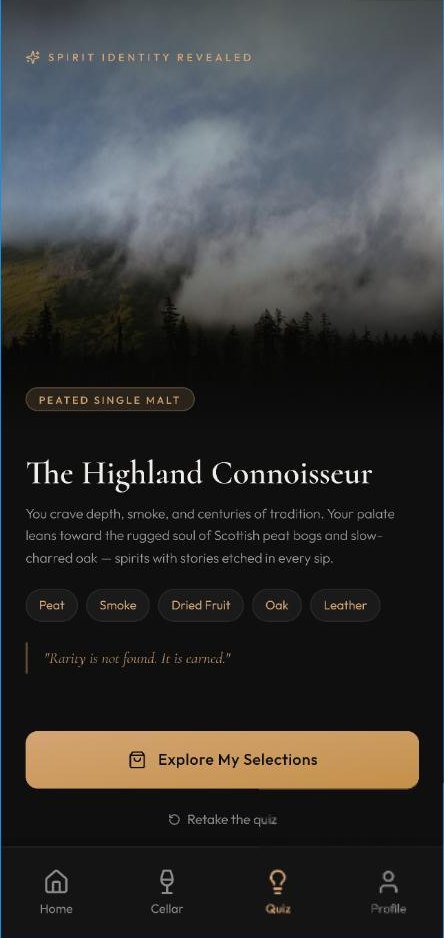 SPIRIT IDENTITY REVEALED
PEATED SINGLE MALT
The Highland Connoisseur
You crave depth, smoke, and centuries of tradition. Your palate
leans toward the rugged soul of Scottish peat bogs and slow-
charred oak — spirits with stories etched in every sip.
Peat Smoke Dried Fruit Oak Leather
"Rarity is not found. It is earned."
Explore My Selections
Retake the quiz
Home Cellar Quiz Profile